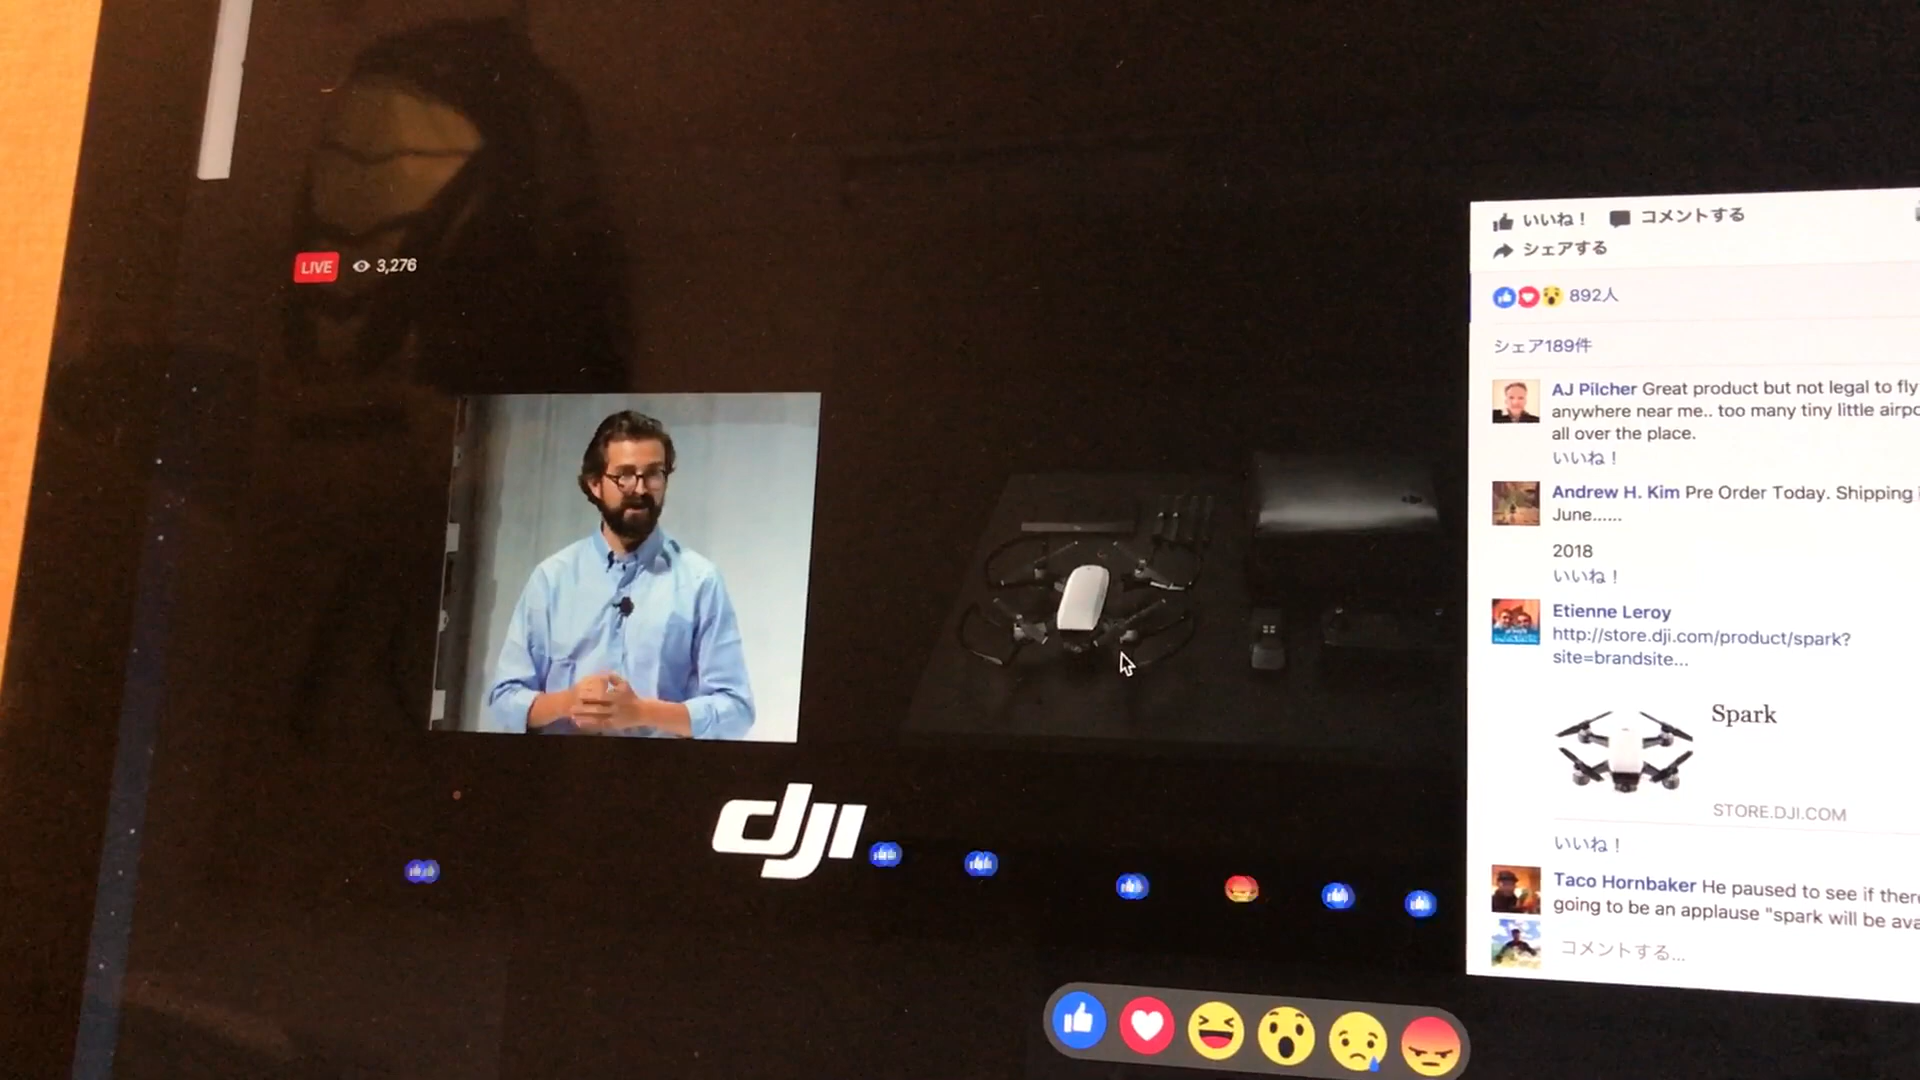 LIVE 3,276
dji
いいね! コメントする
シェアする
892人
シェア189件
AJ Pilcher Great product but not legal to fly
anywhere near me.. too many tiny little airpo
all over the place.
いいね!
Andrew H. Kim Pre Order Today. Shipping
June......
2018
いいね!
Etienne Leroy
http://store.dji.com/product/spark?
site=brandsite...
Spark
STORE.DJI.COM
いいね!
Taco Hornbaker He paused to see if there
going to be an applause "spark will be ava
コメントする...